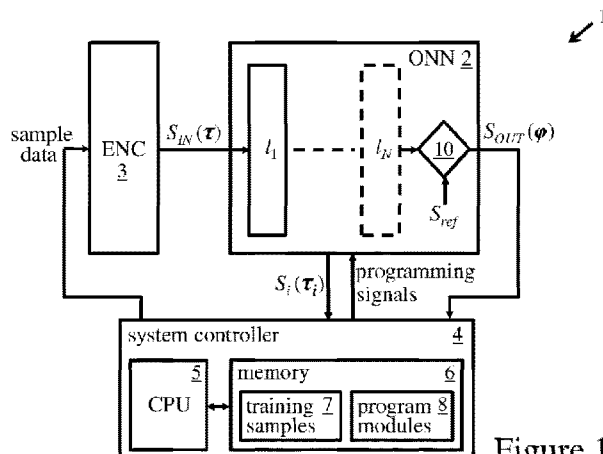 1
ONN 2
sample
data
ENC
3
S_IN(τ)
l_1
l_N
10
S_OUT(φ)
S_ref
S_i(τ_i)
programming
signals
system controller 4
5
CPU
memory 6
training 7
samples
program 8
modules
Figure 1